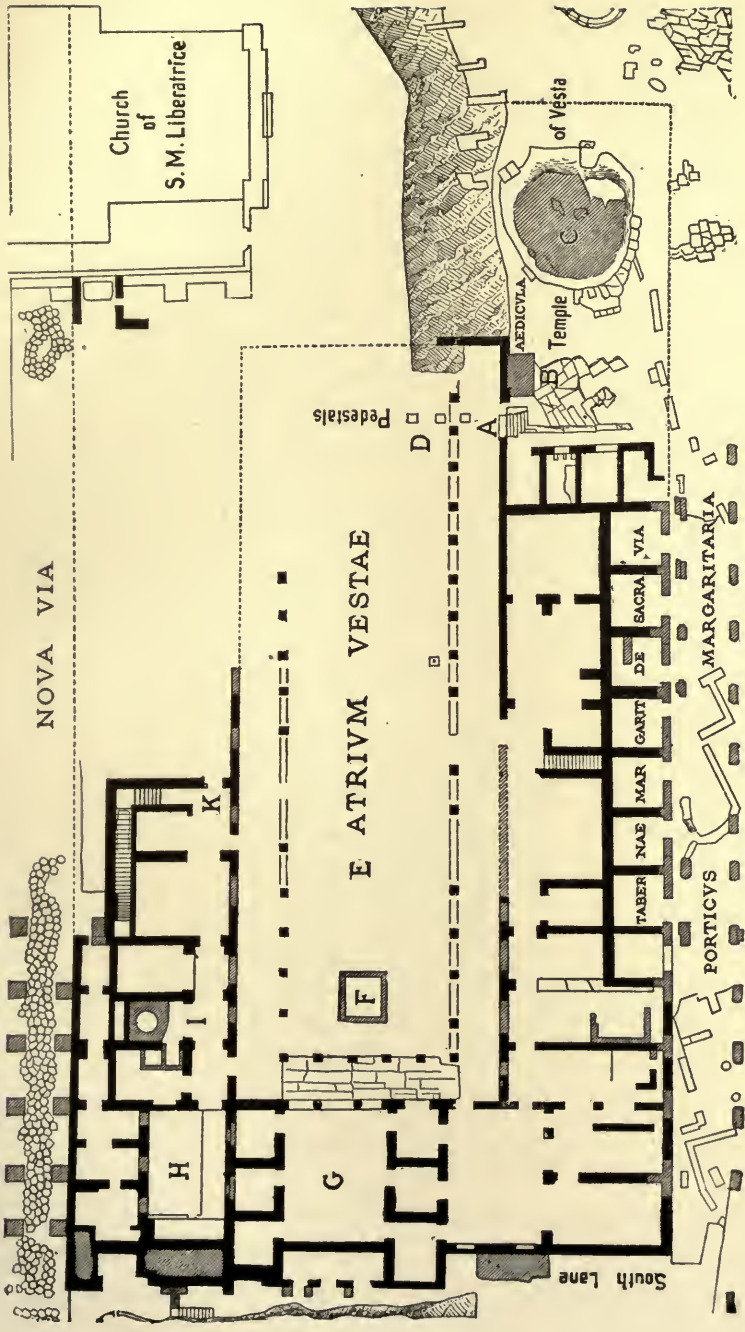 Church
of
S. M. Liberatrice
NOVA VIA
Pedestals
D
A
AEDICVLA
B
Temple of Vesta
C
E ATRIVM VESTAE
K
F
I
H
G
TABER NAE MAR GARIT DE SACRA VIA
PORTICVS MARGARITARIA
South Lane